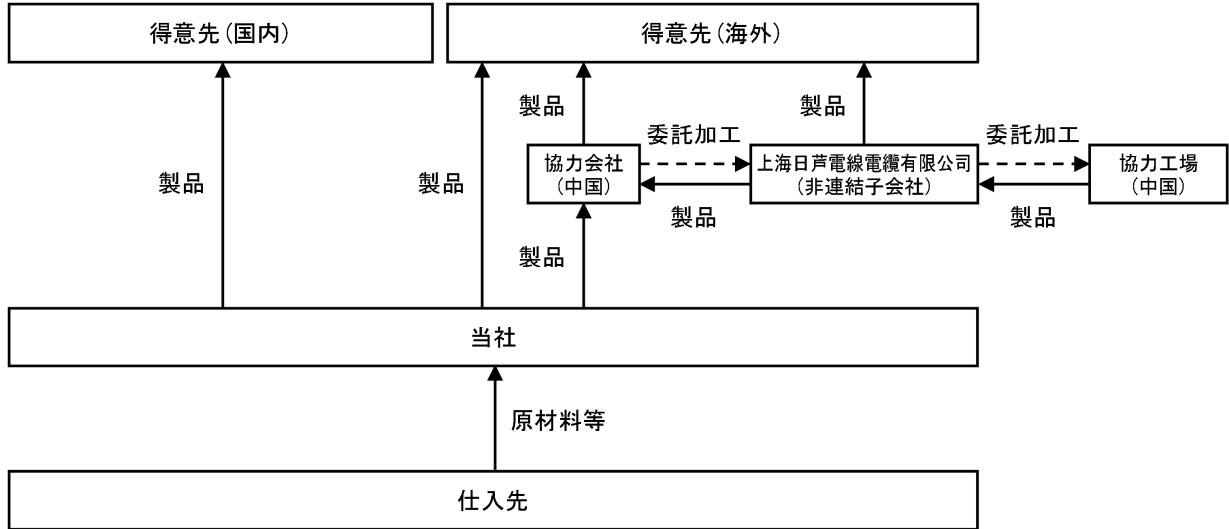 得意先(国内)
得意先(海外)
製品
製品
委託加工
委託加工
協力会社
(中国)
上海日芦電線電纜有限公司
(非連結子会社)
協力工場
(中国)
製品
製品
製品
製品
製品
当社
原材料等
仕入先